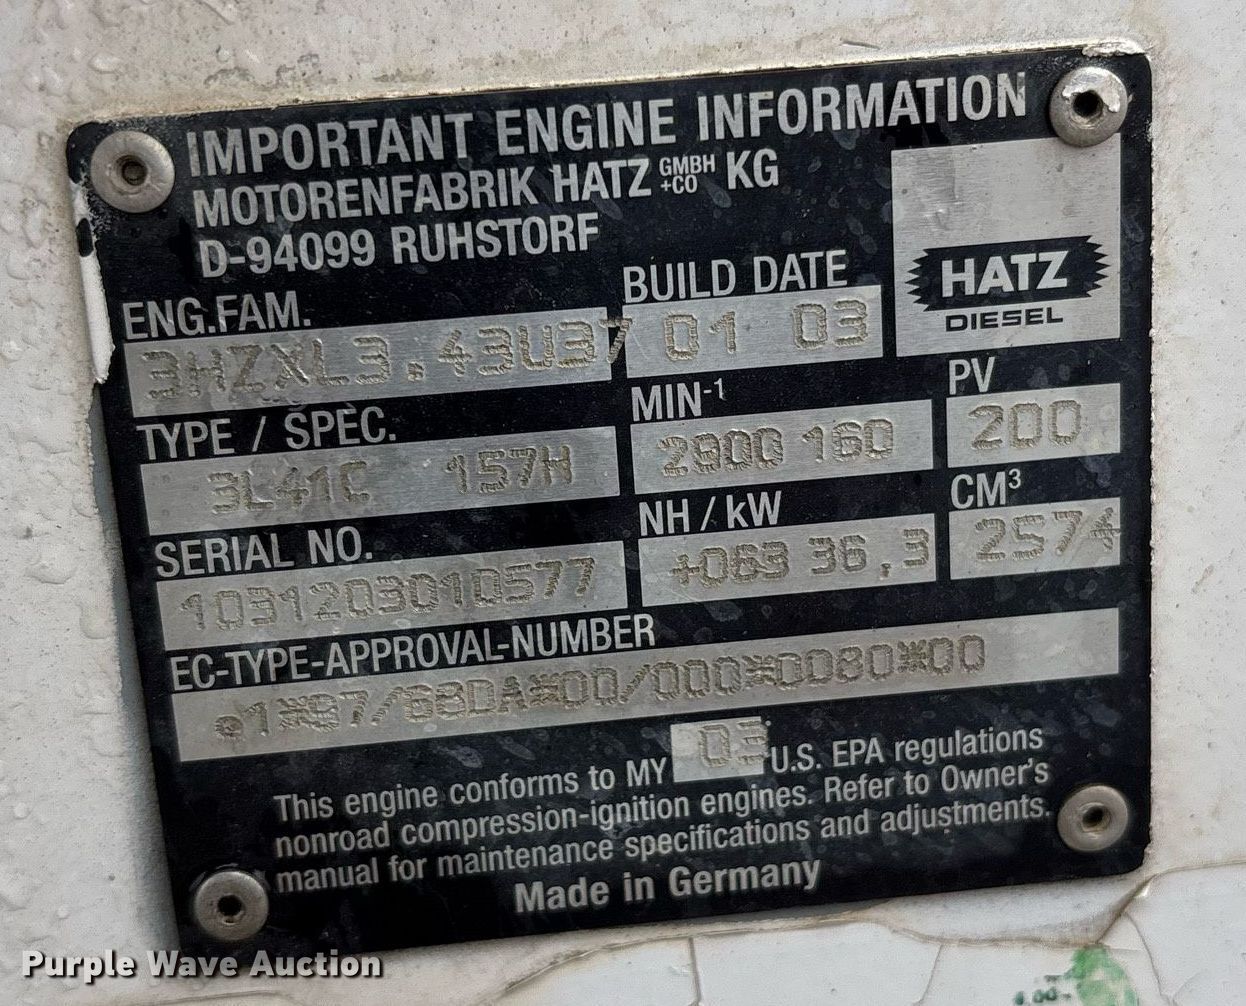 IMPORTANT ENGINE INFORMATION
MOTORENFABRIK HATZ GMBH +CO KG
D-94099 RUHSTORF
HATZ
DIESEL
ENG.FAM.
BUILD DATE
3HZXL3.43U37
01 03
TYPE / SPEC.
MIN-1
PV
3L41C 157H
2900 160
200
SERIAL NO.
NH / kW
CM3
1031203010577
+063 36,3
2574
EC-TYPE-APPROVAL-NUMBER
e1*97/68DA*00/000*0080*00
This engine conforms to MY 03 U.S. EPA regulations
nonroad compression-ignition engines. Refer to Owner's
manual for maintenance specifications and adjustments.
Made in Germany
Purple Wave Auction